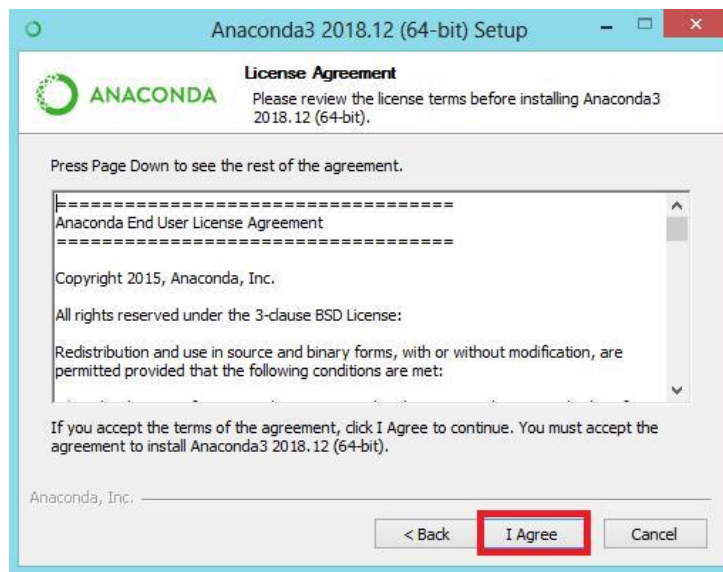 Anaconda3 2018.12 (64-bit) Setup
ANACONDA
License Agreement
Please review the license terms before installing Anaconda3
2018.12 (64-bit).
Press Page Down to see the rest of the agreement.
===================================
Anaconda End User License Agreement
===================================
Copyright 2015, Anaconda, Inc.
All rights reserved under the 3-clause BSD License:
Redistribution and use in source and binary forms, with or without modification, are
permitted provided that the following conditions are met:
If you accept the terms of the agreement, click I Agree to continue. You must accept the
agreement to install Anaconda3 2018.12 (64-bit).
Anaconda, Inc.
< Back
I Agree
Cancel